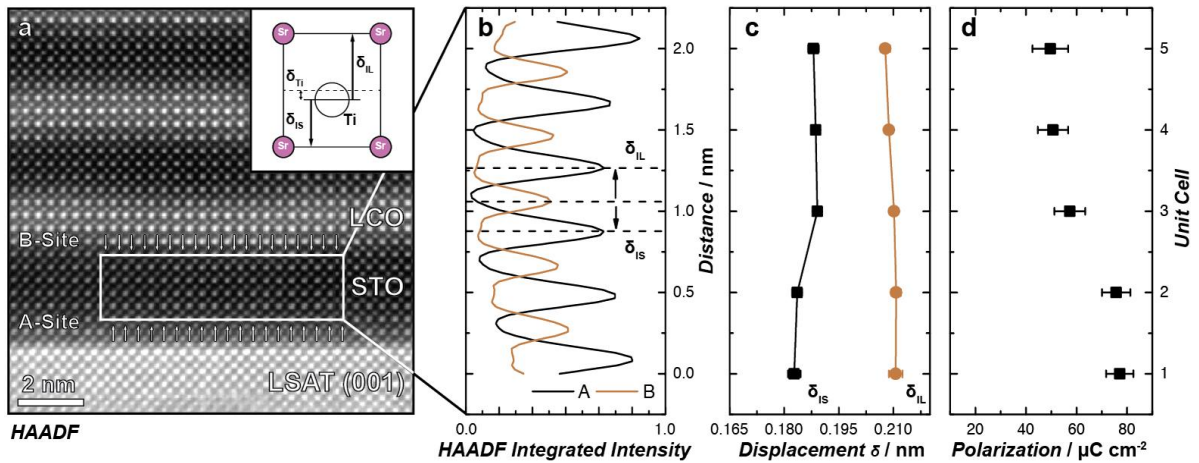 a
Sr
Sr
δIL
δTi
δIS
Ti
Sr
Sr
LCO
B-Site
STO
A-Site
LSAT (001)
2 nm
HAADF
b
δIL
δIS
A
B
0.0
1.0
HAADF Integrated Intensity
2.0
1.5
1.0
0.5
0.0
Distance / nm
c
δIS
δIL
0.165
0.180
0.195
0.210
Displacement δ / nm
d
40
60
80
Polarization / μC cm-2
5
4
3
2
1
Unit Cell